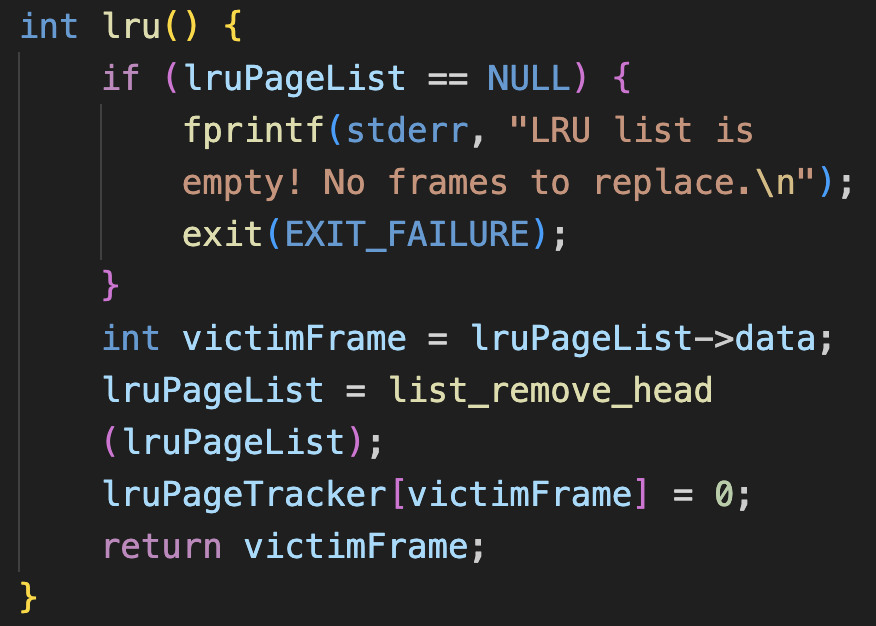 int lru() {
    if (lruPageList == NULL) {
        fprintf(stderr, "LRU list is
        empty! No frames to replace.\n");
        exit(EXIT_FAILURE);
    }
    int victimFrame = lruPageList->data;
    lruPageList = list_remove_head
    (lruPageList);
    lruPageTracker[victimFrame] = 0;
    return victimFrame;
}